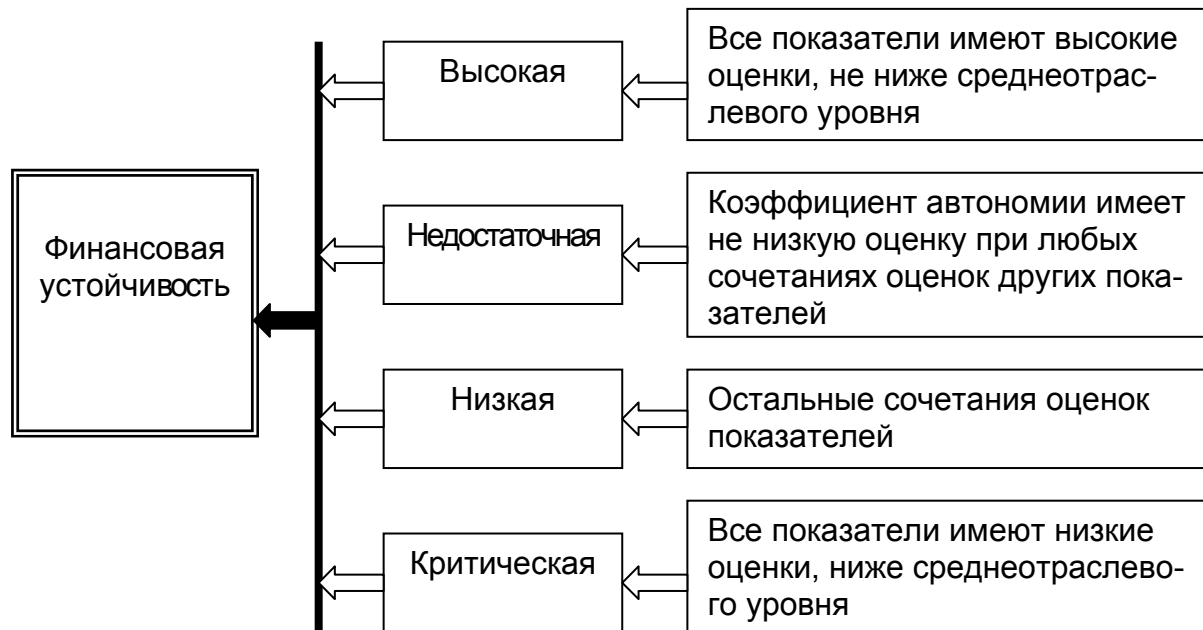 Финансовая
устойчивость
Высокая
Все показатели имеют высокие
оценки, не ниже среднеотрас-
левого уровня
Недостаточная
Коэффициент автономии имеет
не низкую оценку при любых
сочетаниях оценок других пока-
зателей
Низкая
Остальные сочетания оценок
показателей
Критическая
Все показатели имеют низкие
оценки, ниже среднеотраслево-
го уровня